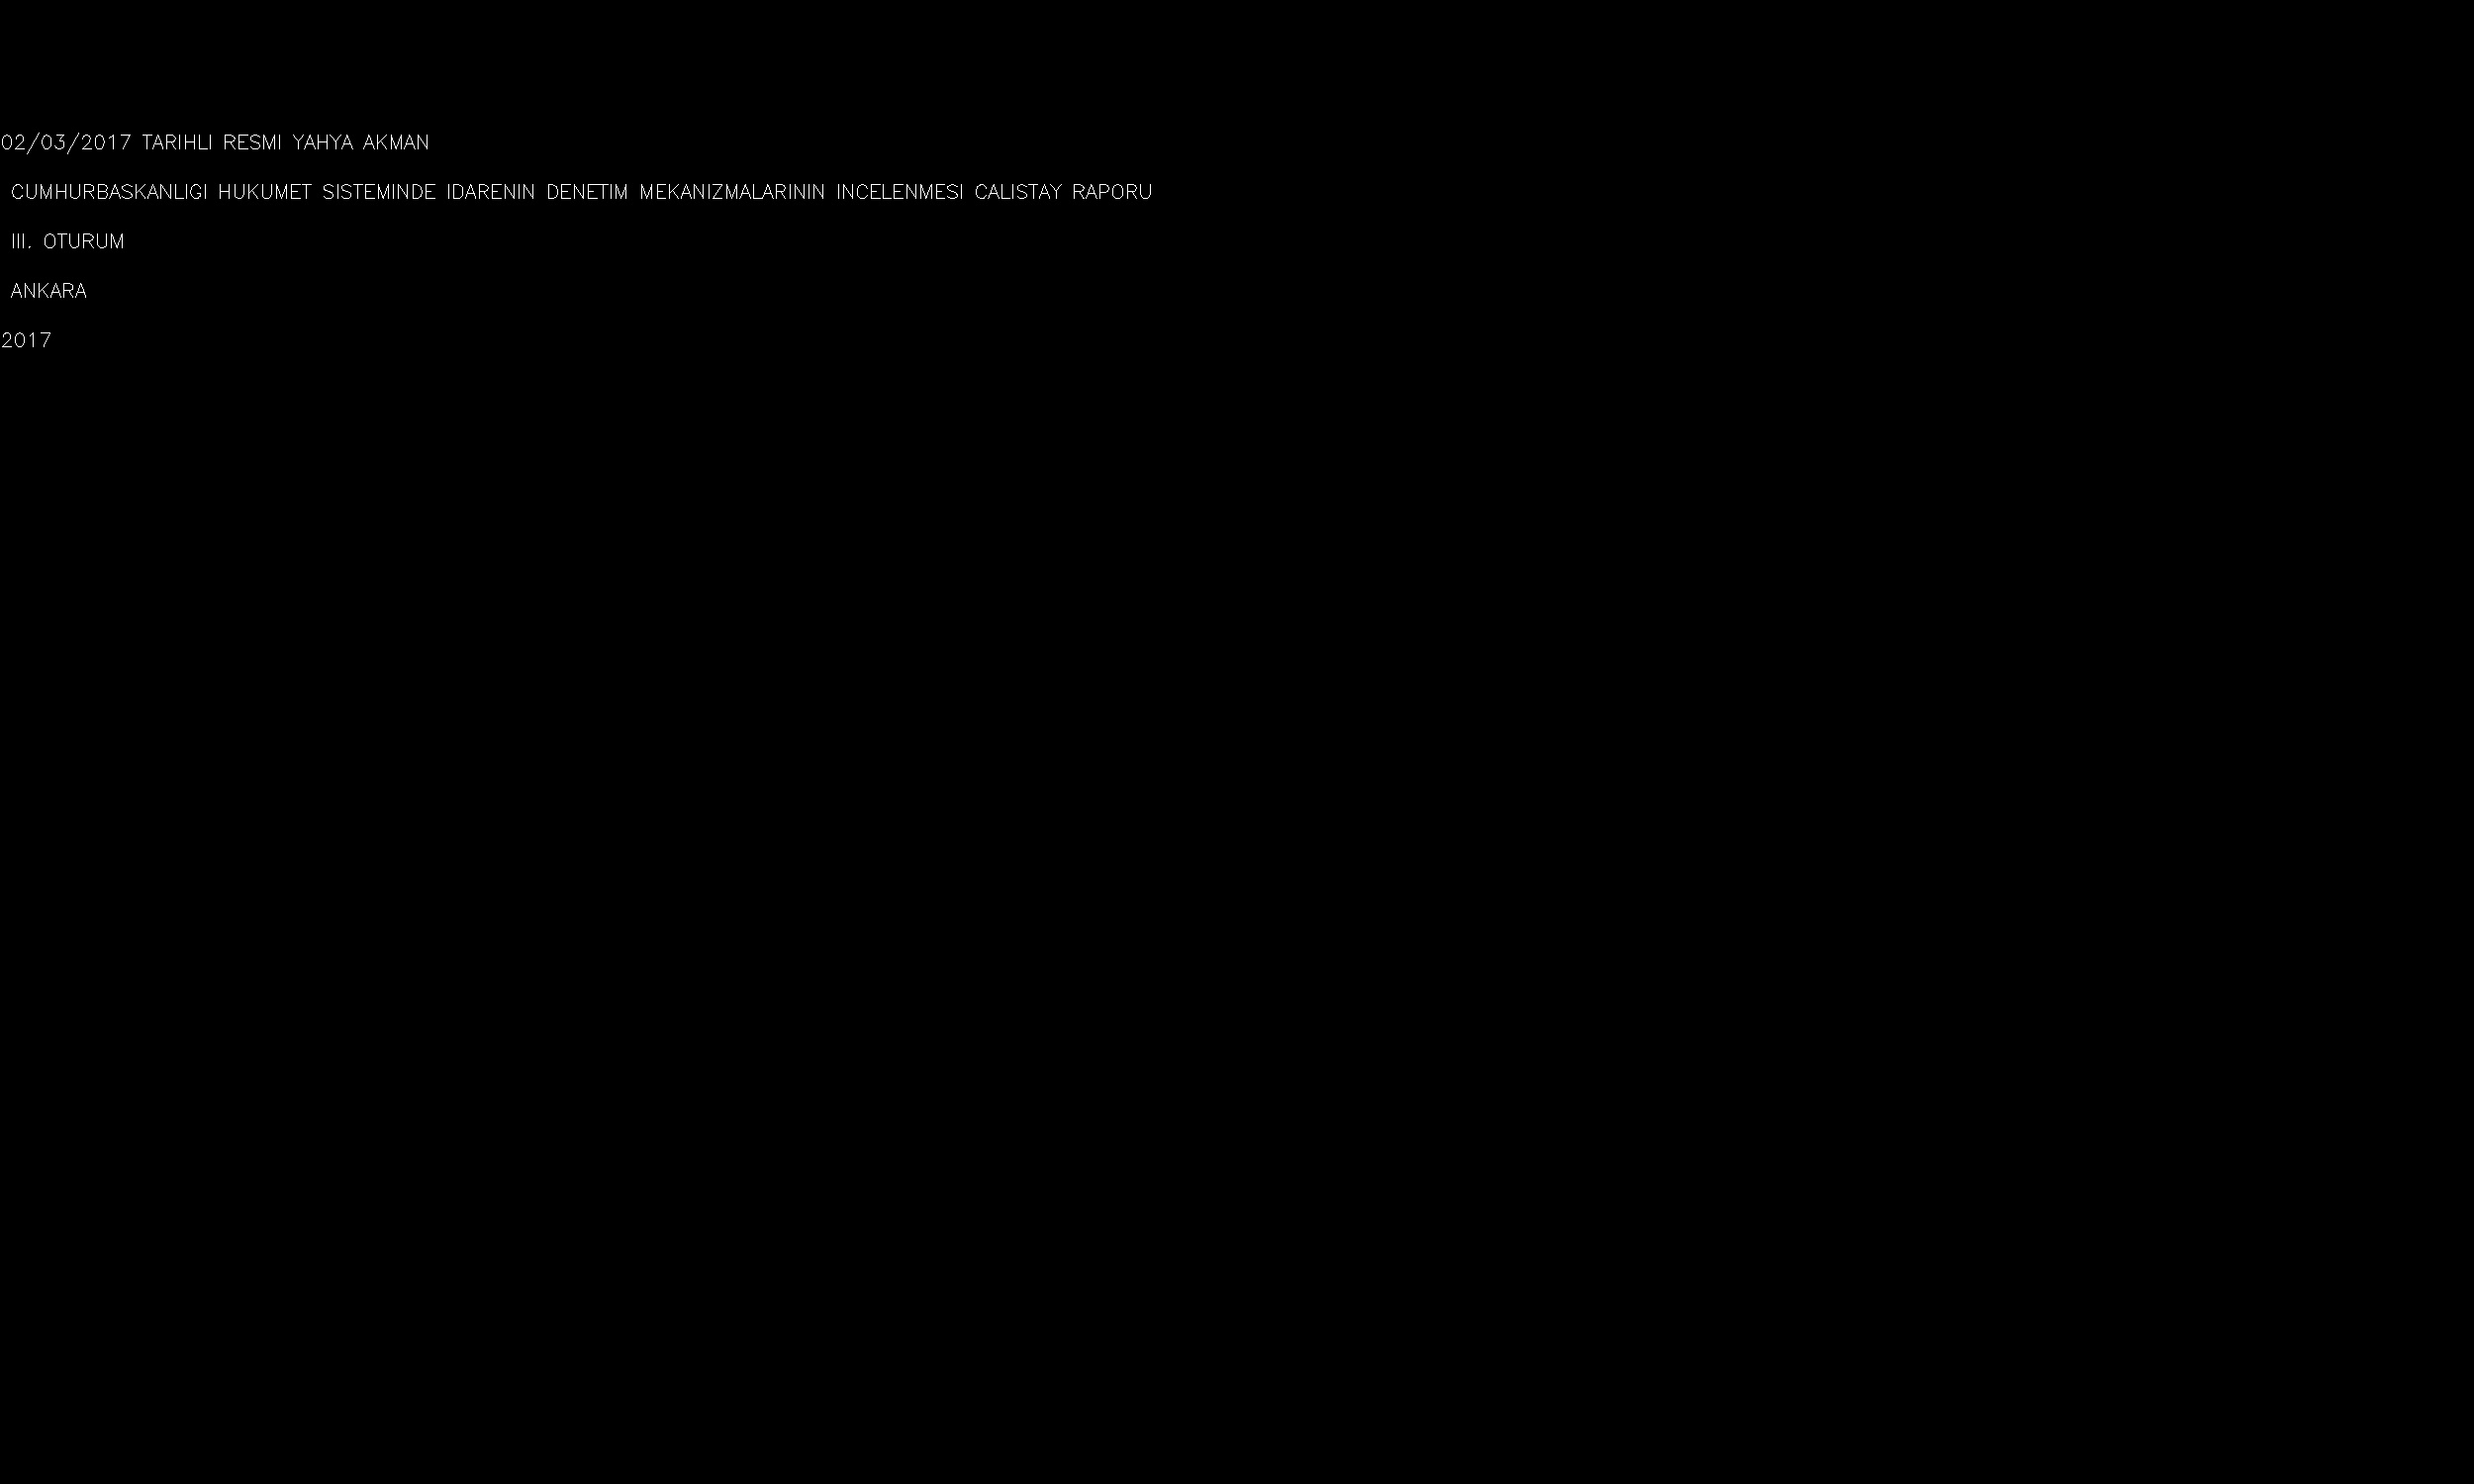 02/03/2017 TARIHLI RESMI YAHYA AKMAN
CUMHURBASKANLIGI HUKUMET SISTEMINDE IDARENIN DENETIM MEKANIZMALARININ INCELENMESI CALISTAY RAPORU
III. OTURUM
ANKARA
2017